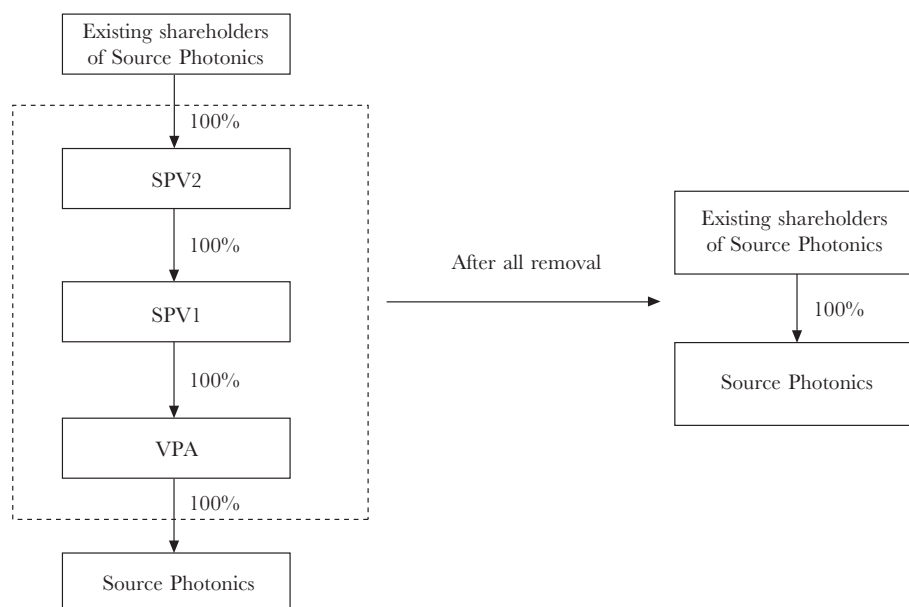 Existing shareholders
of Source Photonics
100%
SPV2
100%
SPV1
100%
VPA
100%
Source Photonics
After all removal
Existing shareholders
of Source Photonics
100%
Source Photonics